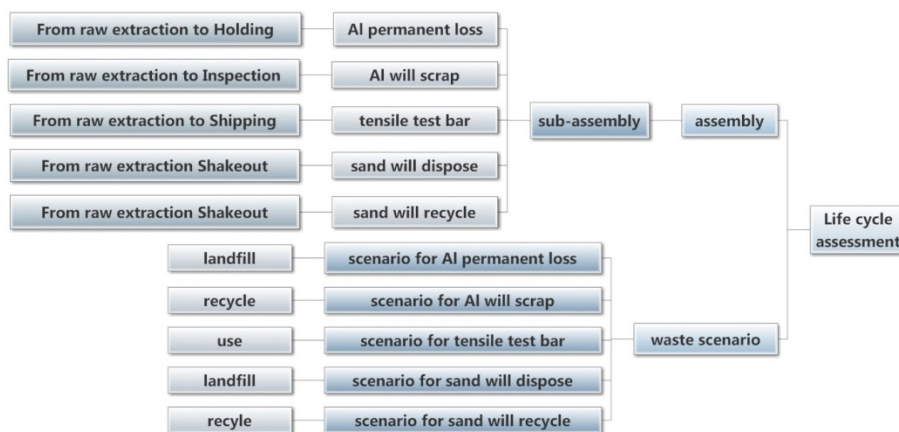 From raw extraction to Holding
Al permanent loss
From raw extraction to Inspection
Al will scrap
From raw extraction to Shipping
tensile test bar
sub-assembly
assembly
From raw extraction Shakeout
sand will dispose
From raw extraction Shakeout
sand will recycle
Life cycle
assessment
landfill
scenario for Al permanent loss
recycle
scenario for Al will scrap
use
scenario for tensile test bar
waste scenario
landfill
scenario for sand will dispose
recyle
scenario for sand will recycle